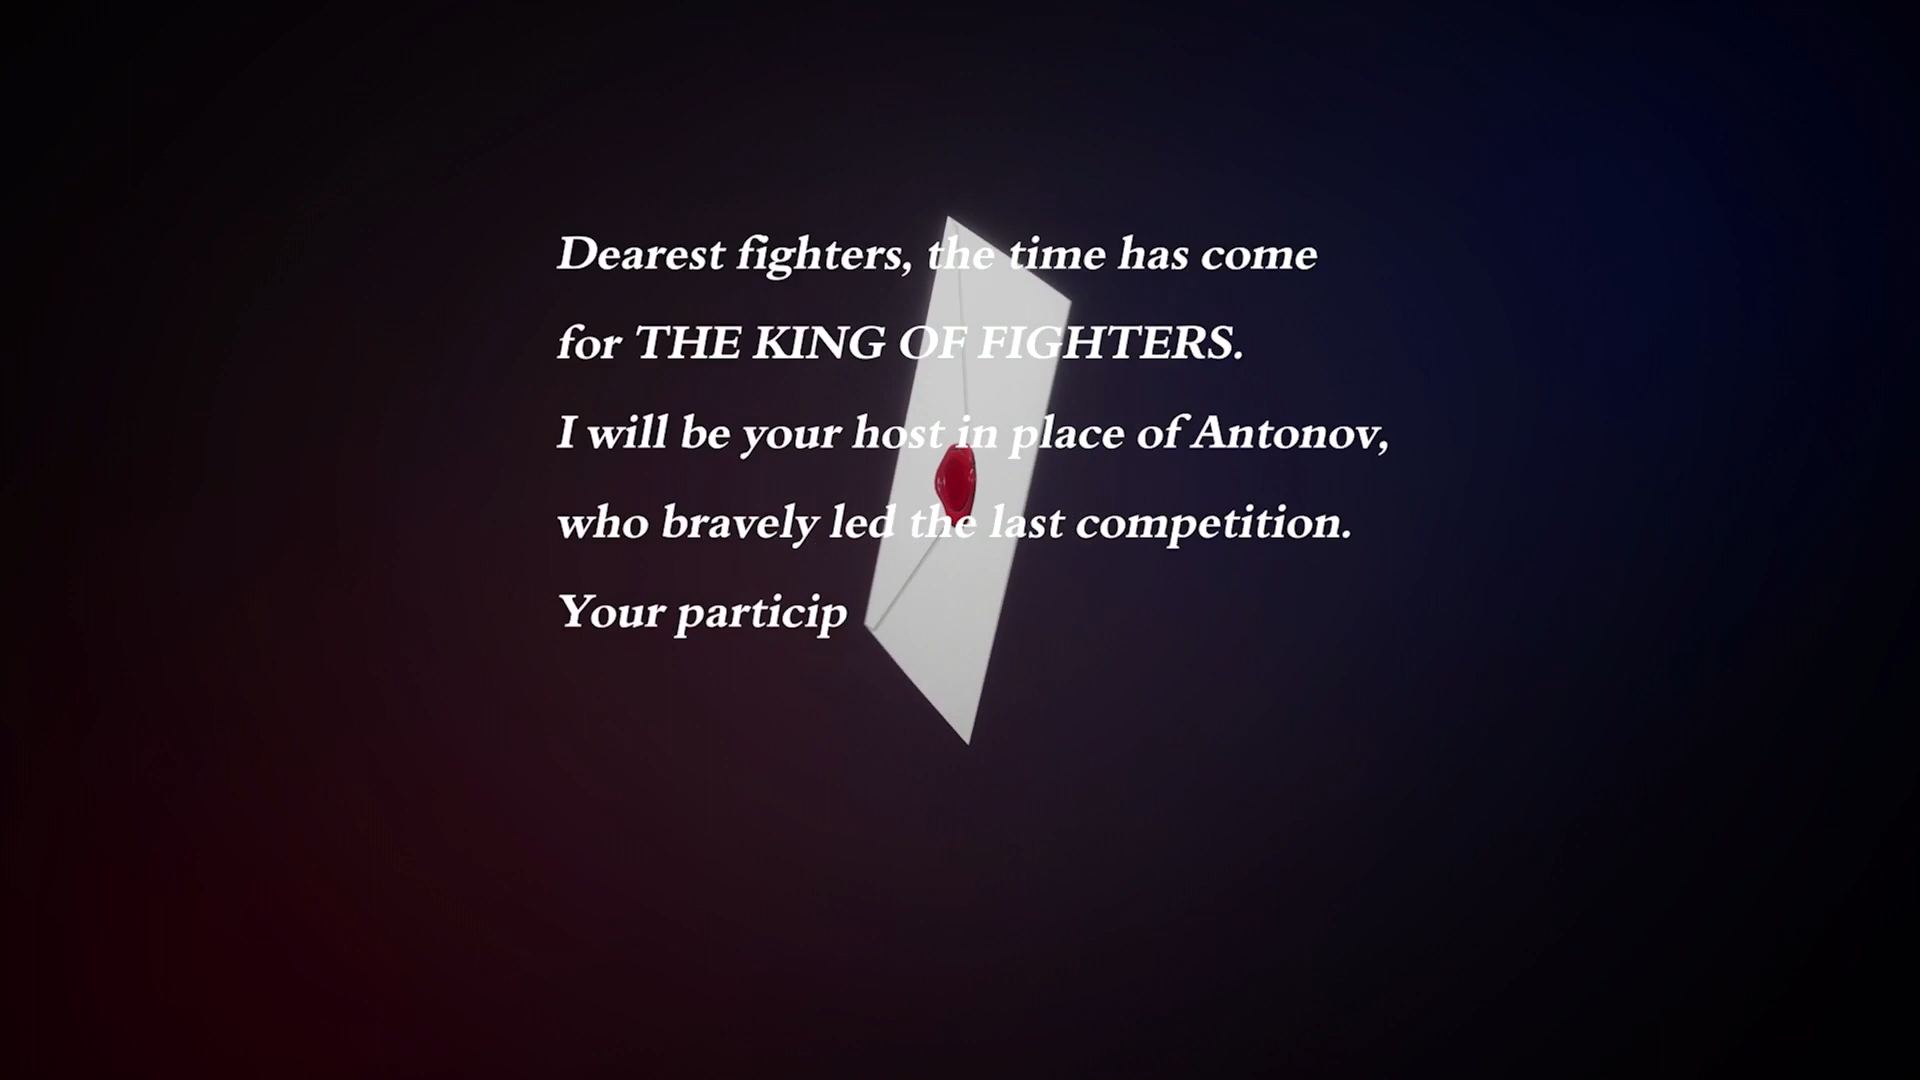 Dearest fighters, the time has come
for THE KING OF FIGHTERS.
I will be your host in place of Antonov,
who bravely led the last competition.
Your particip